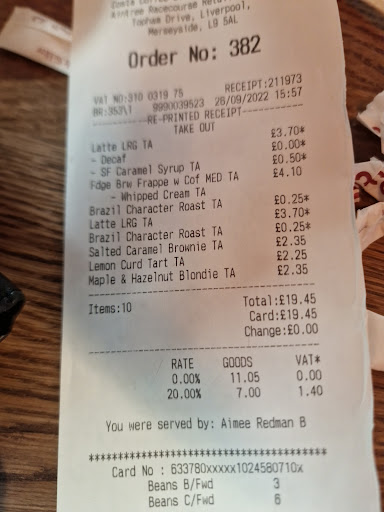 Aintree Racecourse Retail
Topham Drive, Liverpool,
Merseyside, L9 5AL
Order No: 382
VAT NO:310 0319 75 RECEIPT:211973
BR:353\1 9990039523 26/09/2022 15:57
----------RE-PRINTED RECEIPT----------
TAKE OUT
Latte LRG TA £3.70*
- Decaf £0.00*
- SF Caramel Syrup TA £0.50*
Fdge Brw Frappe w Cof MED TA £4.10
- Whipped Cream TA
Brazil Character Roast TA £0.25*
Latte LRG TA £3.70*
Brazil Character Roast TA £0.25*
Salted Caramel Brownie TA £2.35
Lemon Curd Tart TA £2.25
Maple & Hazelnut Blondie TA £2.35
Items:10 Total:£19.45
Card:£19.45
Change:£0.00
RATE GOODS VAT*
0.00% 11.05 0.00
20.00% 7.00 1.40
You were served by: Aimee Redman B
****************************************
Card No : 633780xxxxx1024580710x
Beans B/Fwd 3
Beans C/Fwd 6